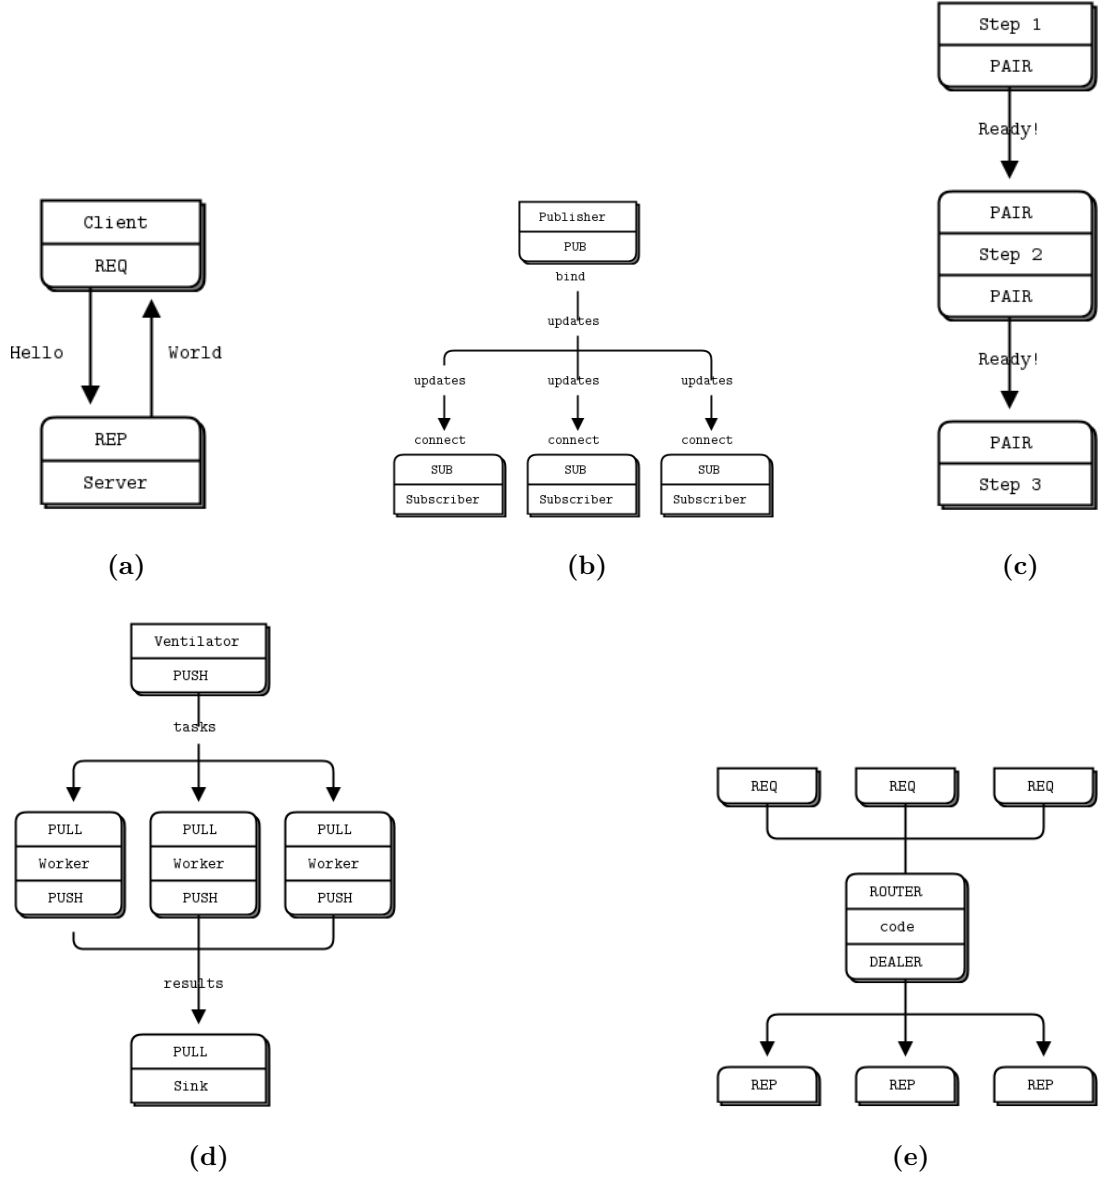 Client
REQ
Hello
World
REP
Server
(a)
Publisher
PUB
bind
updates
updates updates updates
connect connect connect
SUB SUB SUB
Subscriber Subscriber Subscriber
(b)
Step 1
PAIR
Ready!
PAIR
Step 2
PAIR
Ready!
PAIR
Step 3
(c)
Ventilator
PUSH
tasks
PULL PULL PULL
Worker Worker Worker
PUSH PUSH PUSH
results
PULL
Sink
(d)
REQ REQ REQ
ROUTER
code
DEALER
REP REP REP
(e)